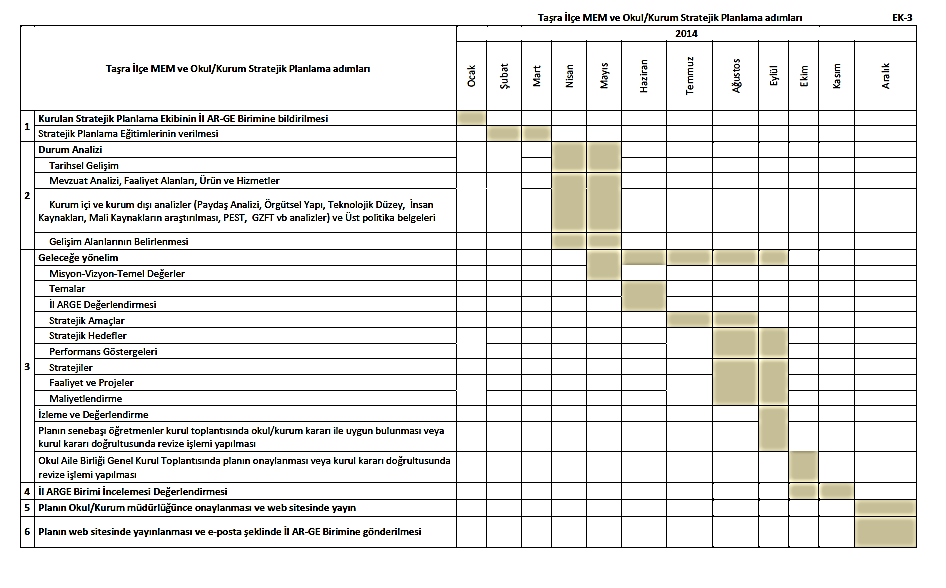 Taşra İlçe MEM ve Okul/Kurum Stratejik Planlama adımları EK-3
Taşra İlçe MEM ve Okul/Kurum Stratejik Planlama adımları
2014
Ocak
Şubat
Mart
Nisan
Mayıs
Haziran
Temmuz
Ağustos
Eylül
Ekim
Kasım
Aralık
1
Kurulan Stratejik Planlama Ekibinin İl AR-GE Birimine bildirilmesi
Stratejik Planlama Eğitimlerinin verilmesi
2
Durum Analizi
Tarihsel Gelişim
Mevzuat Analizi, Faaliyet Alanları, Ürün ve Hizmetler
Kurum içi ve kurum dışı analizler (Paydaş Analizi, Örgütsel Yapı, Teknolojik Düzey, İnsan
Kaynakları, Mali Kaynakların araştırılması, PEST, GZFT vb analizler) ve Üst politika belgeleri
Gelişim Alanlarının Belirlenmesi
3
Geleceğe yönelim
Misyon-Vizyon-Temel Değerler
Temalar
İl ARGE Değerlendirmesi
Stratejik Amaçlar
Stratejik Hedefler
Performans Göstergeleri
Stratejiler
Faaliyet ve Projeler
Maliyetlendirme
İzleme ve Değerlendirme
Planın senebaşı öğretmenler kurul toplantısında okul/kurum kararı ile uygun bulunması veya
kurul kararı doğrultusunda revize işlemi yapılması
Okul Aile Birliği Genel Kurul Toplantısında planın onaylanması veya kurul kararı doğrultusunda
revize işlemi yapılması
4 İl ARGE Birimi İncelemesi Değerlendirmesi
5 Planın Okul/Kurum müdürlüğünce onaylanması ve web sitesinde yayın
6 Planın web sitesinde yayınlanması ve e-posta şeklinde İl AR-GE Birimine gönderilmesi